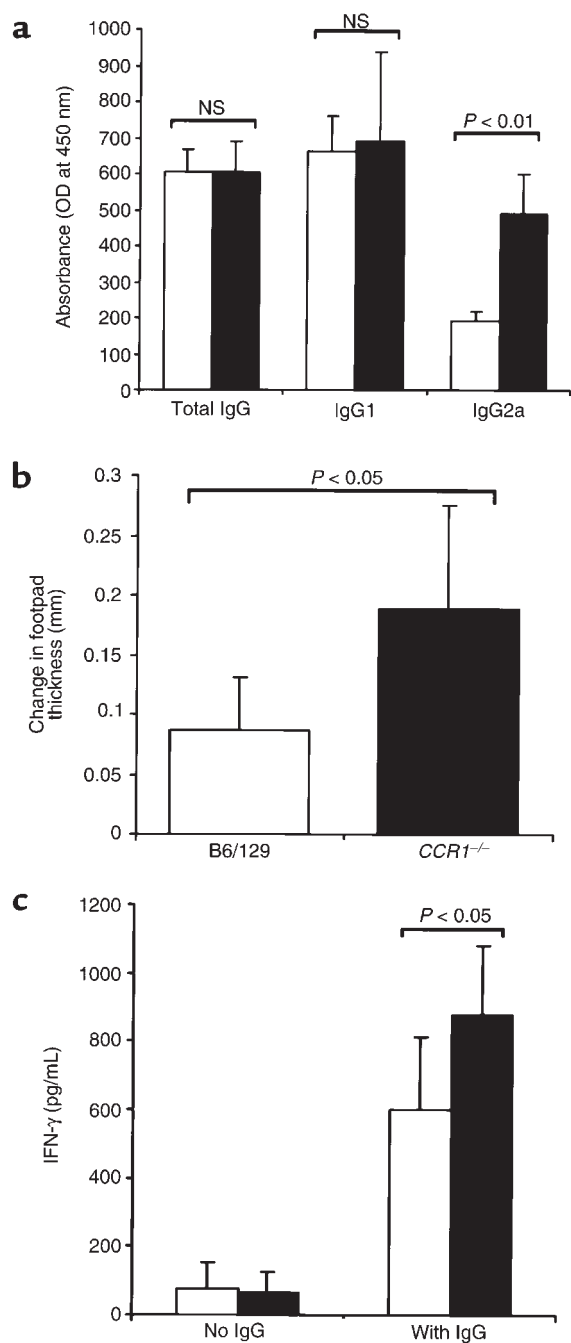 a
Absorbance (OD at 450 nm)
1000
900
800
700
600
500
400
300
200
100
0
NS
NS
P < 0.01
Total IgG
IgG1
IgG2a
b
Change in footpad
thickness (mm)
0.3
0.25
0.2
0.15
0.1
0.05
0
P < 0.05
B6/129
CCR1–/–
c
IFN-γ (pg/mL)
1200
1000
800
600
400
200
0
P < 0.05
No IgG
With IgG